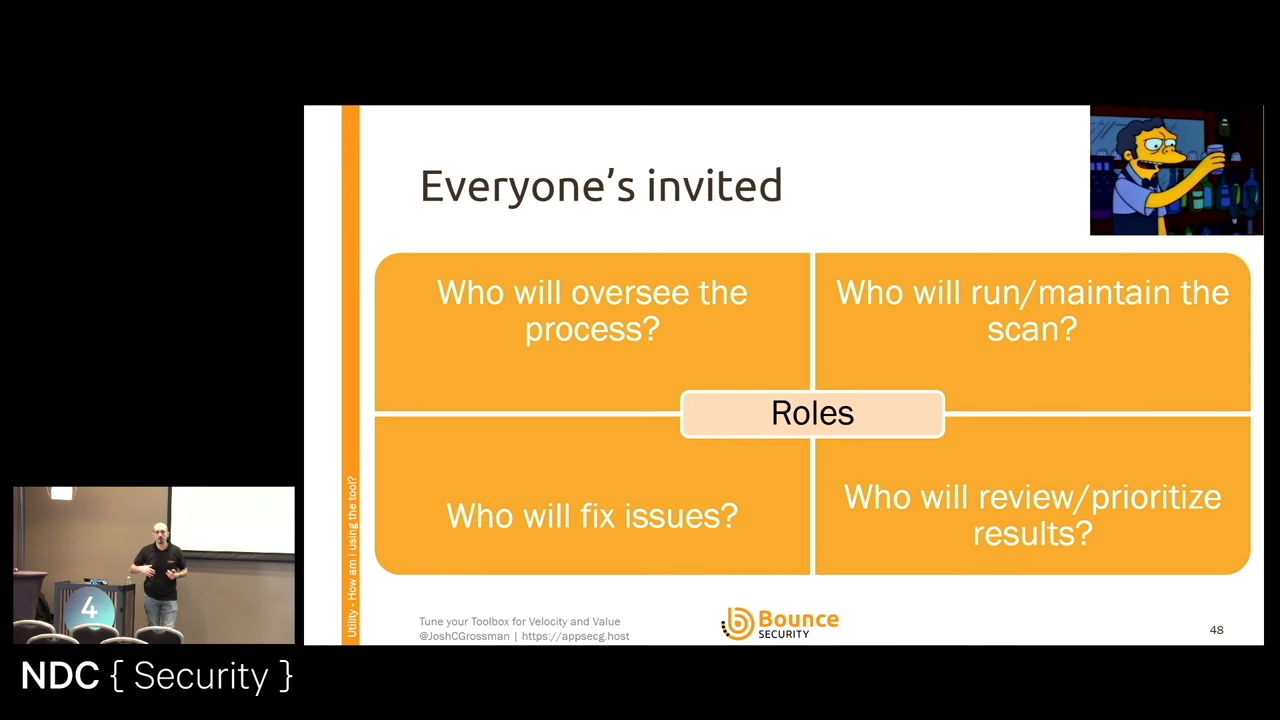 Everyone's invited
Who will oversee the
process?
Who will run/maintain the
scan?
Roles
Who will fix issues?
Who will review/prioritize
results?
Utility - How am I using the tool?
Tune your Toolbox for Velocity and Value
@JoshCGrossman | https://appsecg.host
Bounce
SECURITY
48
4
NDC { Security }